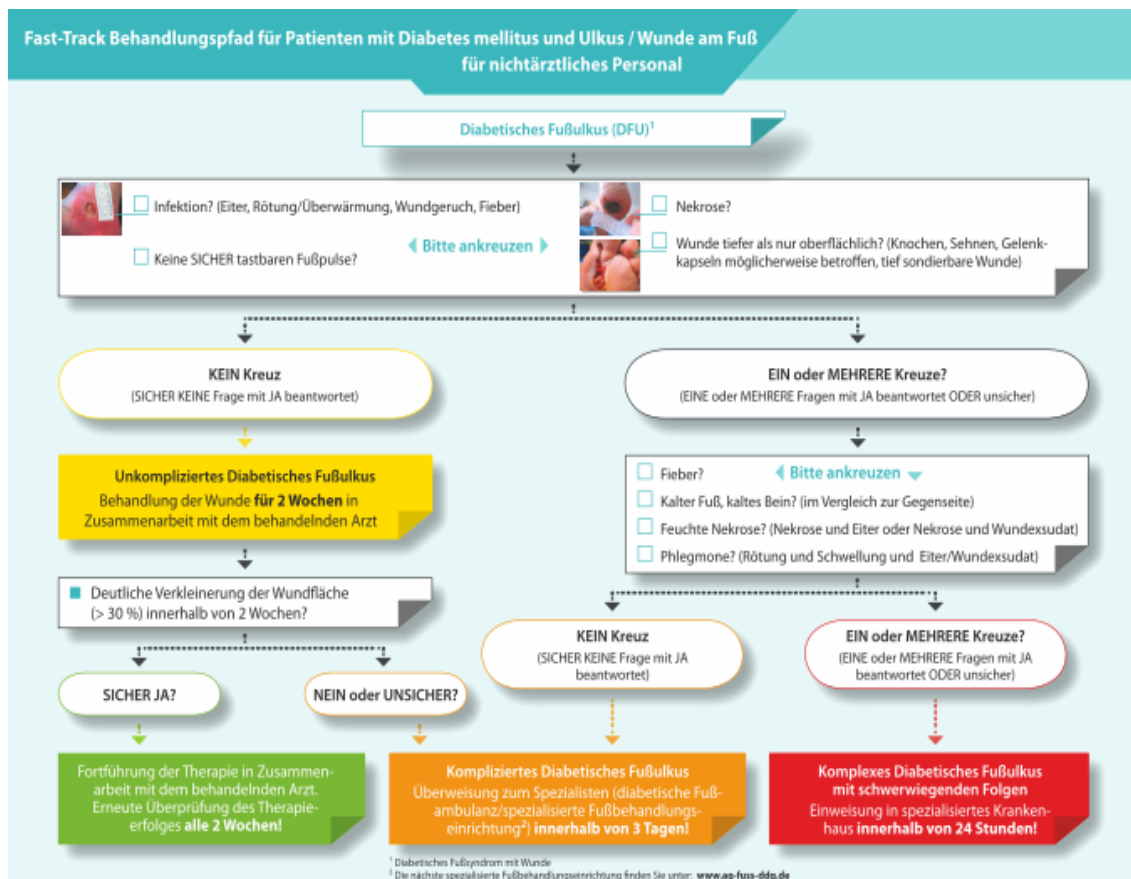 Fast-Track Behandlungspfad für Patienten mit Diabetes mellitus und Ulkus / Wunde am Fuß
für nichtärztliches Personal
Diabetisches Fußulkus (DFU)¹
Infektion? (Eiter, Rötung/Überwärmung, Wundgeruch, Fieber)
Keine SICHER tastbaren Fußpulse?
Bitte ankreuzen
Nekrose?
Wunde tiefer als nur oberflächlich? (Knochen, Sehnen, Gelenk-
kapseln möglicherweise betroffen, tief sondierbare Wunde)
KEIN Kreuz
(SICHER KEINE Frage mit JA beantwortet)
EIN oder MEHRERE Kreuze?
(EINE oder MEHRERE Fragen mit JA beantwortet ODER unsicher)
Unkompliziertes Diabetisches Fußulkus
Behandlung der Wunde für 2 Wochen in
Zusammenarbeit mit dem behandelnden Arzt
Fieber?
Bitte ankreuzen
Kalter Fuß, kaltes Bein? (im Vergleich zur Gegenseite)
Feuchte Nekrose? (Nekrose und Eiter oder Nekrose und Wundexsudat)
Phlegmone? (Rötung und Schwellung und Eiter/Wundexsudat)
Deutliche Verkleinerung der Wundfläche
(> 30 %) innerhalb von 2 Wochen?
KEIN Kreuz
(SICHER KEINE Frage mit JA
beantwortet)
EIN oder MEHRERE Kreuze?
(EINE oder MEHRERE Fragen mit JA
beantwortet ODER unsicher)
SICHER JA?
NEIN oder UNSICHER?
Fortführung der Therapie in Zusammen-
arbeit mit dem behandelnden Arzt.
Erneute Überprüfung des Therapie-
erfolges alle 2 Wochen!
Kompliziertes Diabetisches Fußulkus
Überweisung zum Spezialisten (diabetische Fuß-
ambulanz/spezialisierte Fußbehandlungs-
einrichtung²) innerhalb von 3 Tagen!
Komplexes Diabetisches Fußulkus
mit schwerwiegenden Folgen
Einweisung in spezialisiertes Kranken-
haus innerhalb von 24 Stunden!
¹ Diabetisches Fußsyndrom mit Wunde
² Die nächste spezialisierte Fußbehandlungseinrichtung finden Sie unter: www.ag-fuss-ddg.de